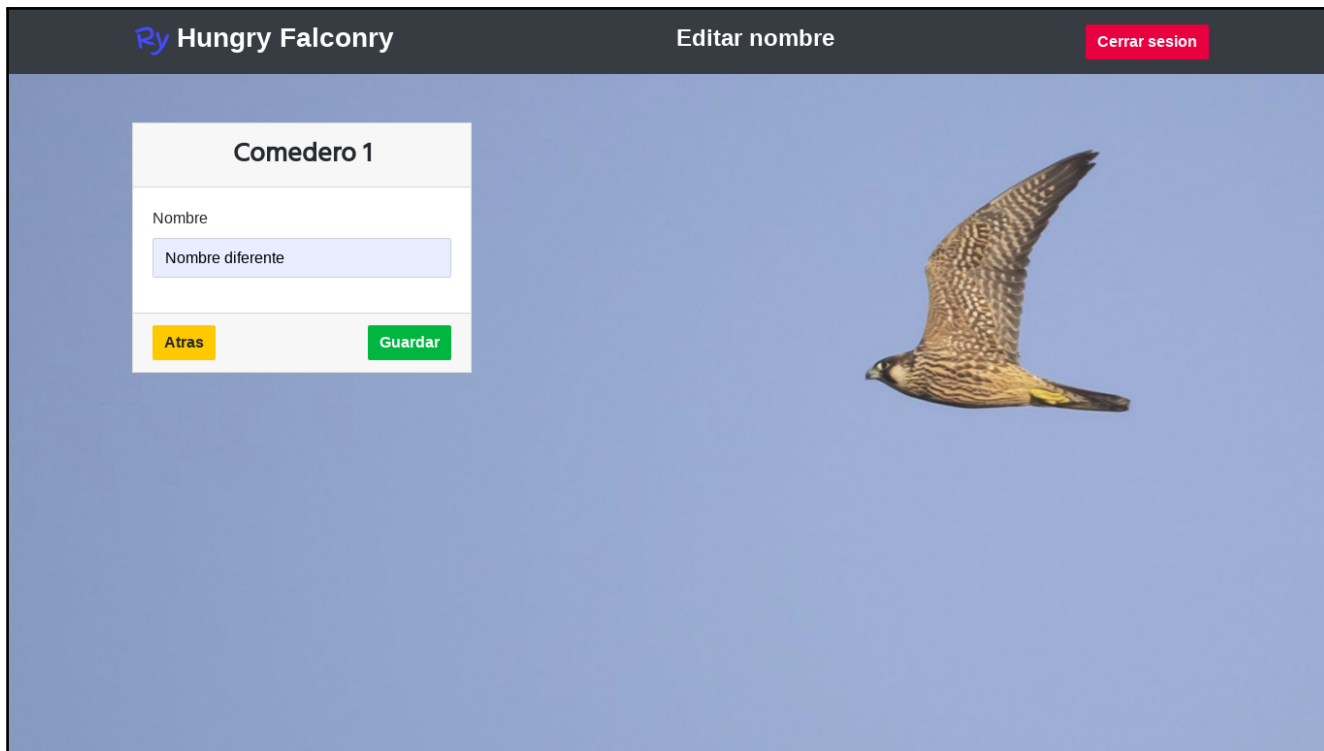 Ry Hungry Falconry
Editar nombre
Cerrar sesion
Comedero 1
Nombre
Nombre diferente
Atras
Guardar